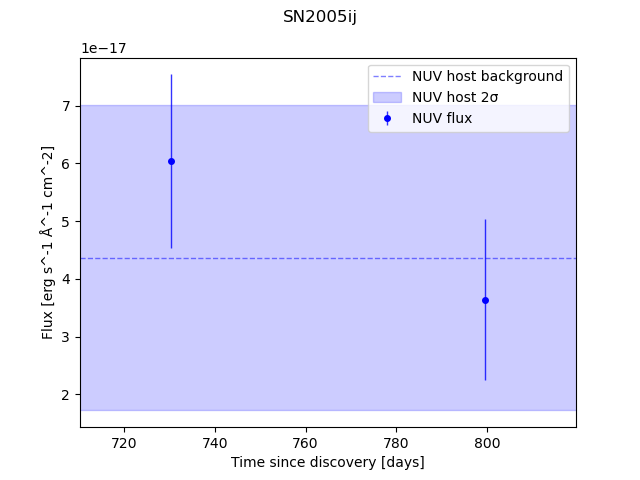 SN2005ij
1e−17
NUV host background
NUV host 2σ
NUV flux
7
6
5
4
3
2
Flux [erg s^-1 Å^-1 cm^-2]
720 740 760 780 800
Time since discovery [days]